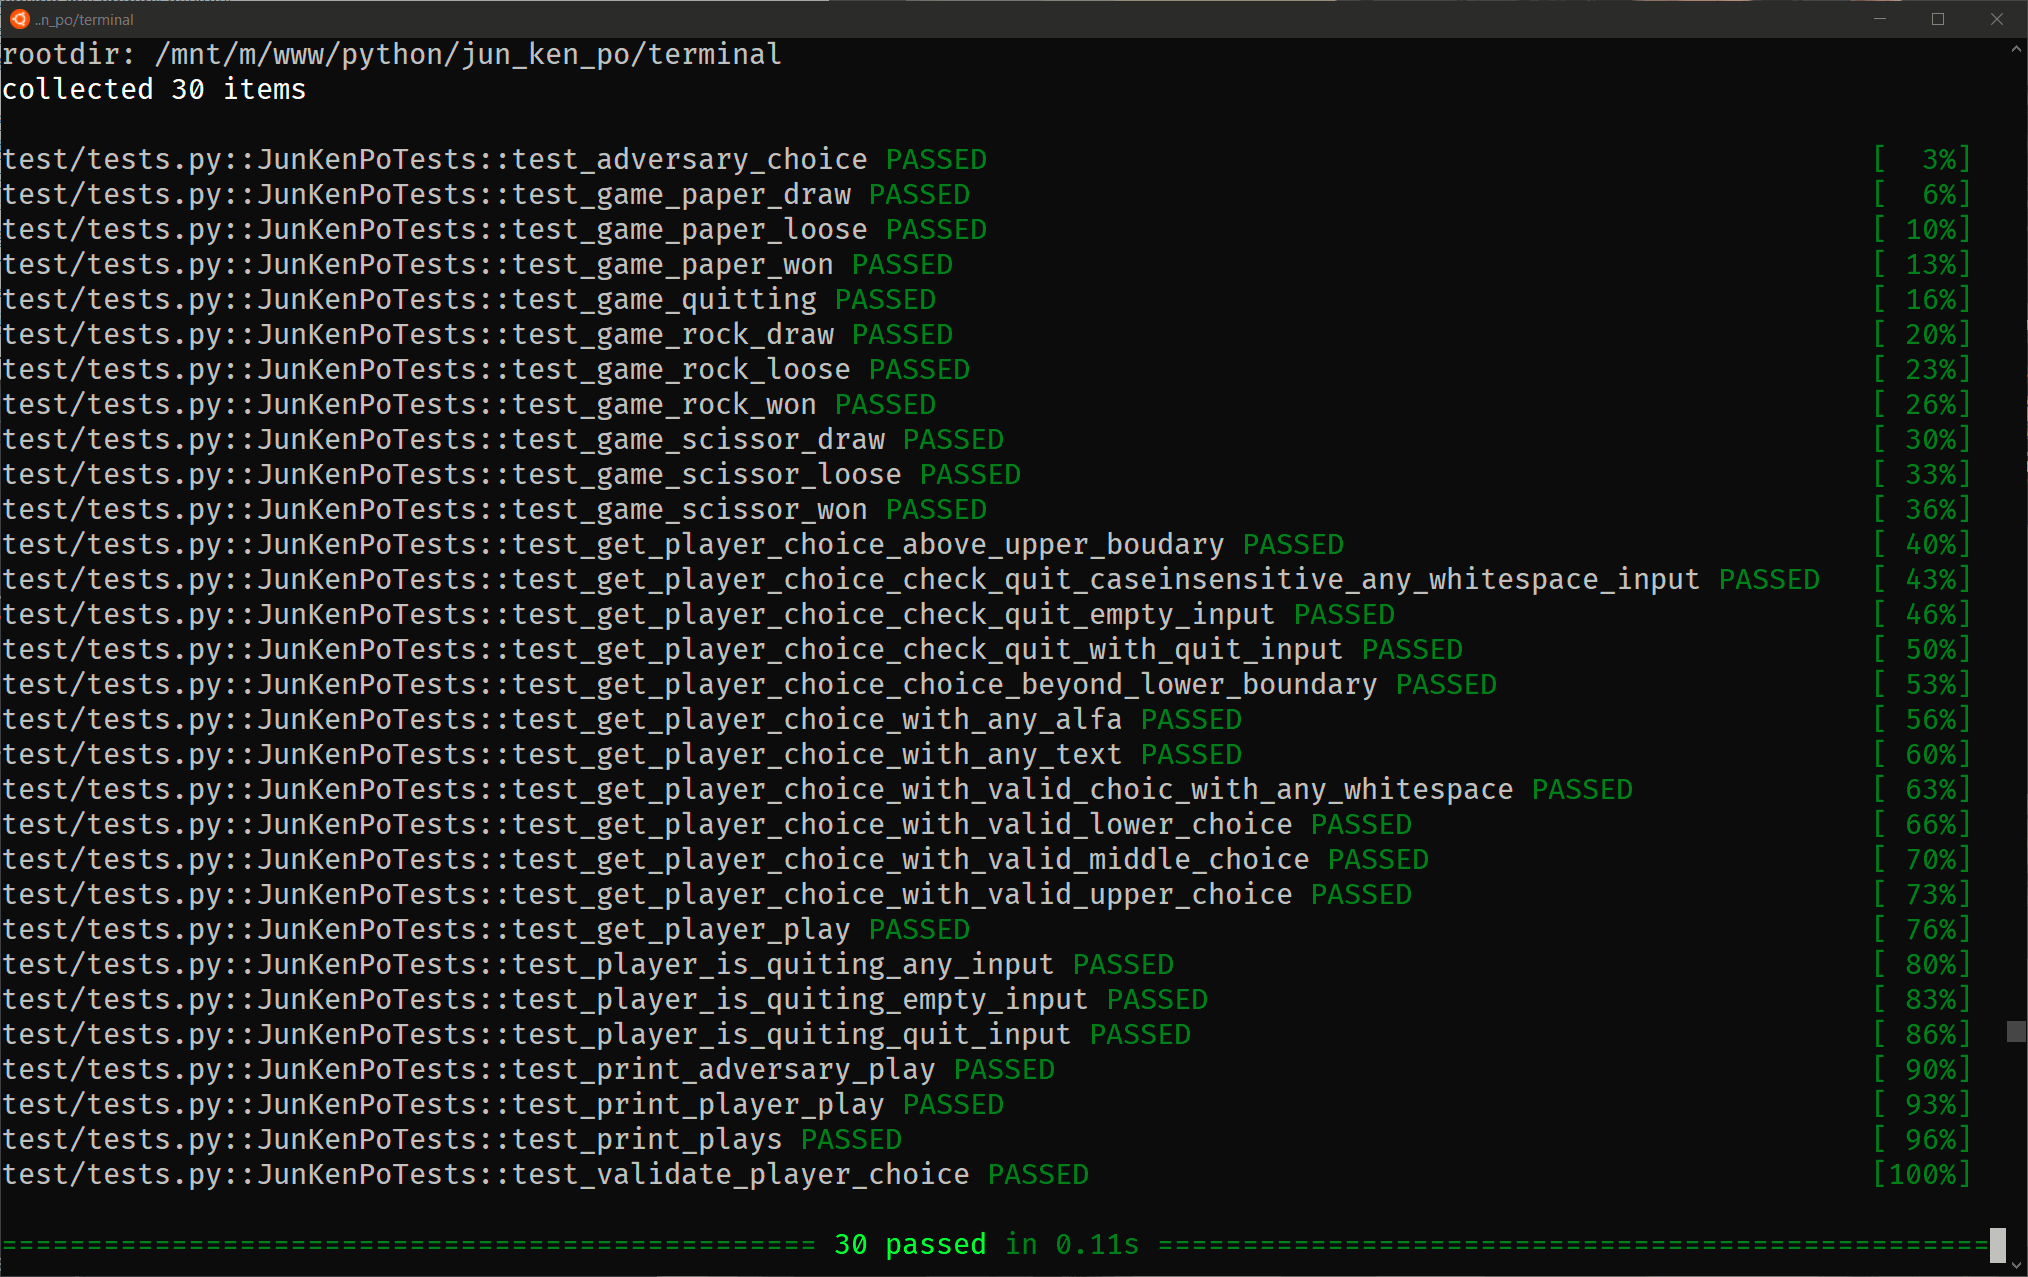 ..n_po/terminal
rootdir: /mnt/m/www/python/jun_ken_po/terminal
collected 30 items
test/tests.py::JunKenPoTests::test_adversary_choice PASSED [  3%]
test/tests.py::JunKenPoTests::test_game_paper_draw PASSED [  6%]
test/tests.py::JunKenPoTests::test_game_paper_loose PASSED [ 10%]
test/tests.py::JunKenPoTests::test_game_paper_won PASSED [ 13%]
test/tests.py::JunKenPoTests::test_game_quitting PASSED [ 16%]
test/tests.py::JunKenPoTests::test_game_rock_draw PASSED [ 20%]
test/tests.py::JunKenPoTests::test_game_rock_loose PASSED [ 23%]
test/tests.py::JunKenPoTests::test_game_rock_won PASSED [ 26%]
test/tests.py::JunKenPoTests::test_game_scissor_draw PASSED [ 30%]
test/tests.py::JunKenPoTests::test_game_scissor_loose PASSED [ 33%]
test/tests.py::JunKenPoTests::test_game_scissor_won PASSED [ 36%]
test/tests.py::JunKenPoTests::test_get_player_choice_above_upper_boudary PASSED [ 40%]
test/tests.py::JunKenPoTests::test_get_player_choice_check_quit_caseinsensitive_any_whitespace_input PASSED [ 43%]
test/tests.py::JunKenPoTests::test_get_player_choice_check_quit_empty_input PASSED [ 46%]
test/tests.py::JunKenPoTests::test_get_player_choice_check_quit_with_quit_input PASSED [ 50%]
test/tests.py::JunKenPoTests::test_get_player_choice_choice_beyond_lower_boundary PASSED [ 53%]
test/tests.py::JunKenPoTests::test_get_player_choice_with_any_alfa PASSED [ 56%]
test/tests.py::JunKenPoTests::test_get_player_choice_with_any_text PASSED [ 60%]
test/tests.py::JunKenPoTests::test_get_player_choice_with_valid_choic_with_any_whitespace PASSED [ 63%]
test/tests.py::JunKenPoTests::test_get_player_choice_with_valid_lower_choice PASSED [ 66%]
test/tests.py::JunKenPoTests::test_get_player_choice_with_valid_middle_choice PASSED [ 70%]
test/tests.py::JunKenPoTests::test_get_player_choice_with_valid_upper_choice PASSED [ 73%]
test/tests.py::JunKenPoTests::test_get_player_play PASSED [ 76%]
test/tests.py::JunKenPoTests::test_player_is_quiting_any_input PASSED [ 80%]
test/tests.py::JunKenPoTests::test_player_is_quiting_empty_input PASSED [ 83%]
test/tests.py::JunKenPoTests::test_player_is_quiting_quit_input PASSED [ 86%]
test/tests.py::JunKenPoTests::test_print_adversary_play PASSED [ 90%]
test/tests.py::JunKenPoTests::test_print_player_play PASSED [ 93%]
test/tests.py::JunKenPoTests::test_print_plays PASSED [ 96%]
test/tests.py::JunKenPoTests::test_validate_player_choice PASSED [100%]
================================================ 30 passed in 0.11s =================================================